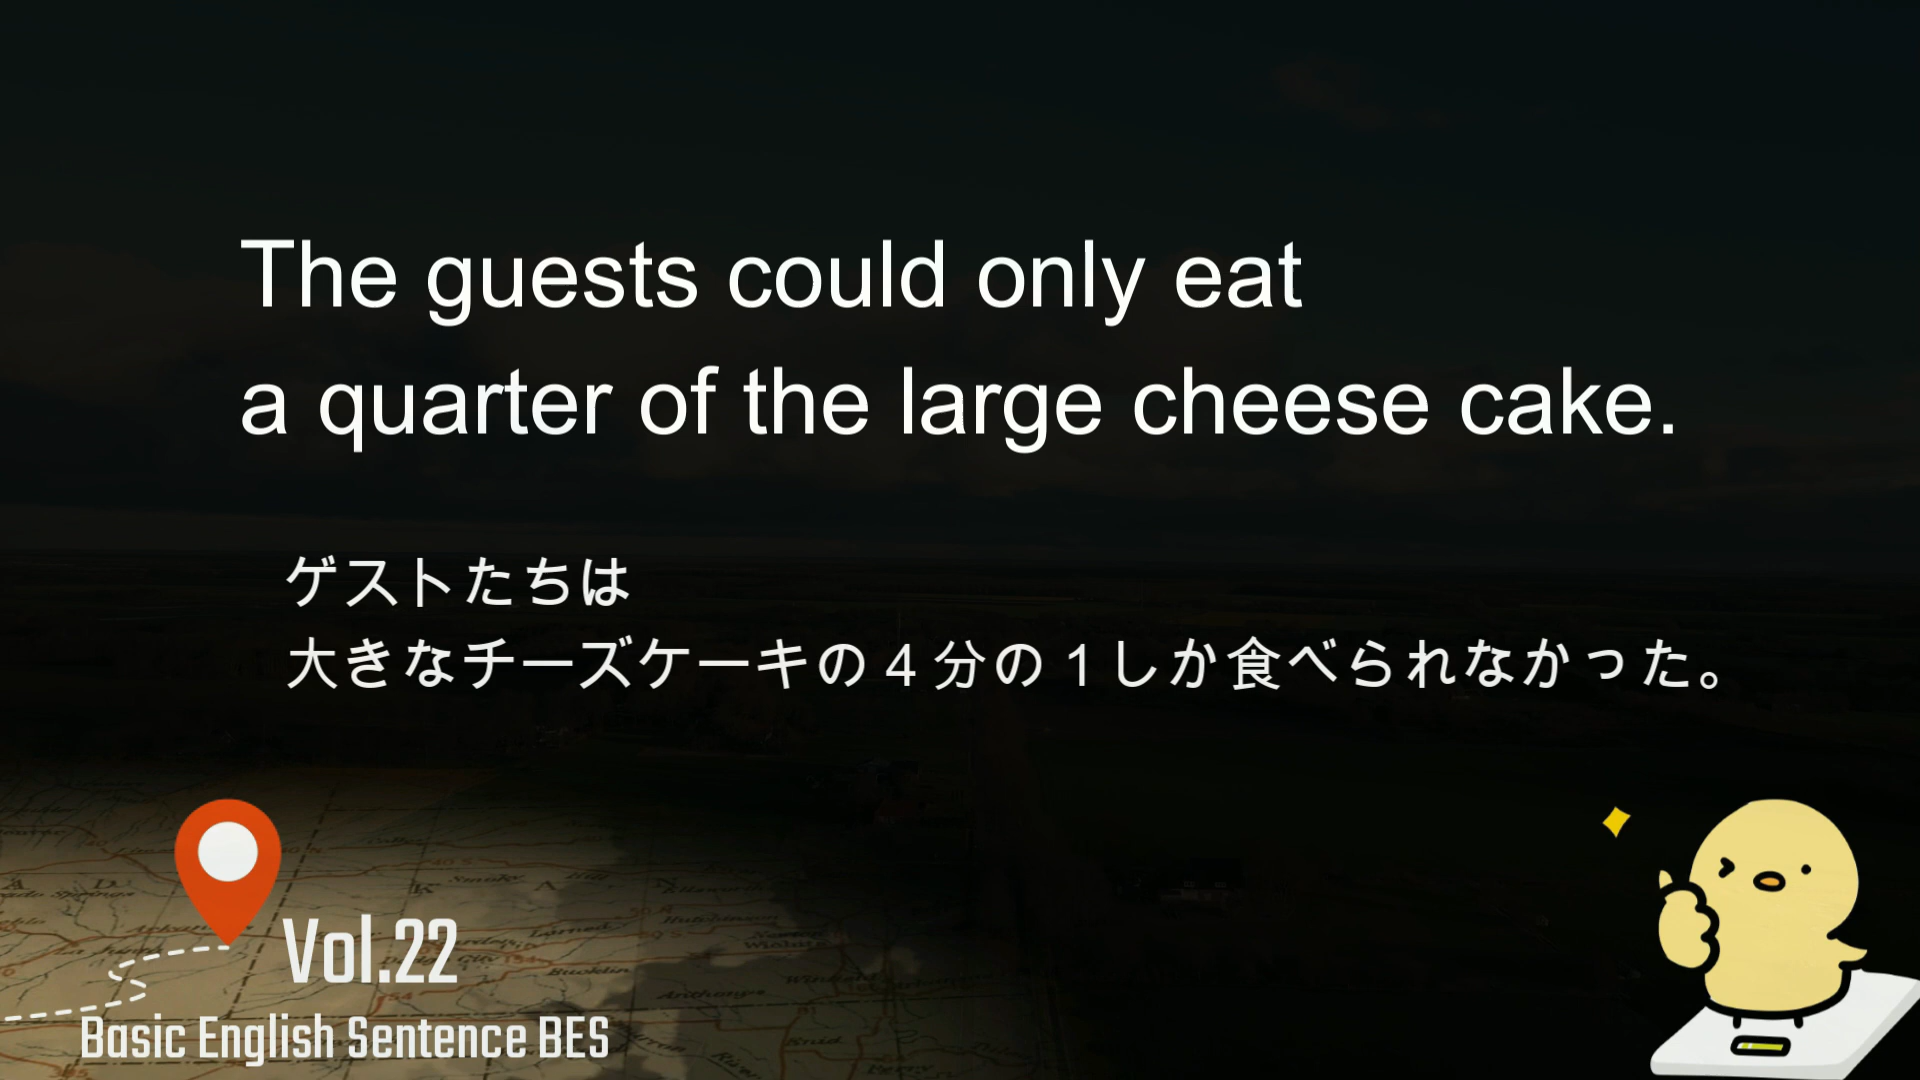 The guests could only eat
a quarter of the large cheese cake.
ゲストたちは
大きなチーズケーキの４分の１しか食べられなかった。
Vol.22
Basic English Sentence BES